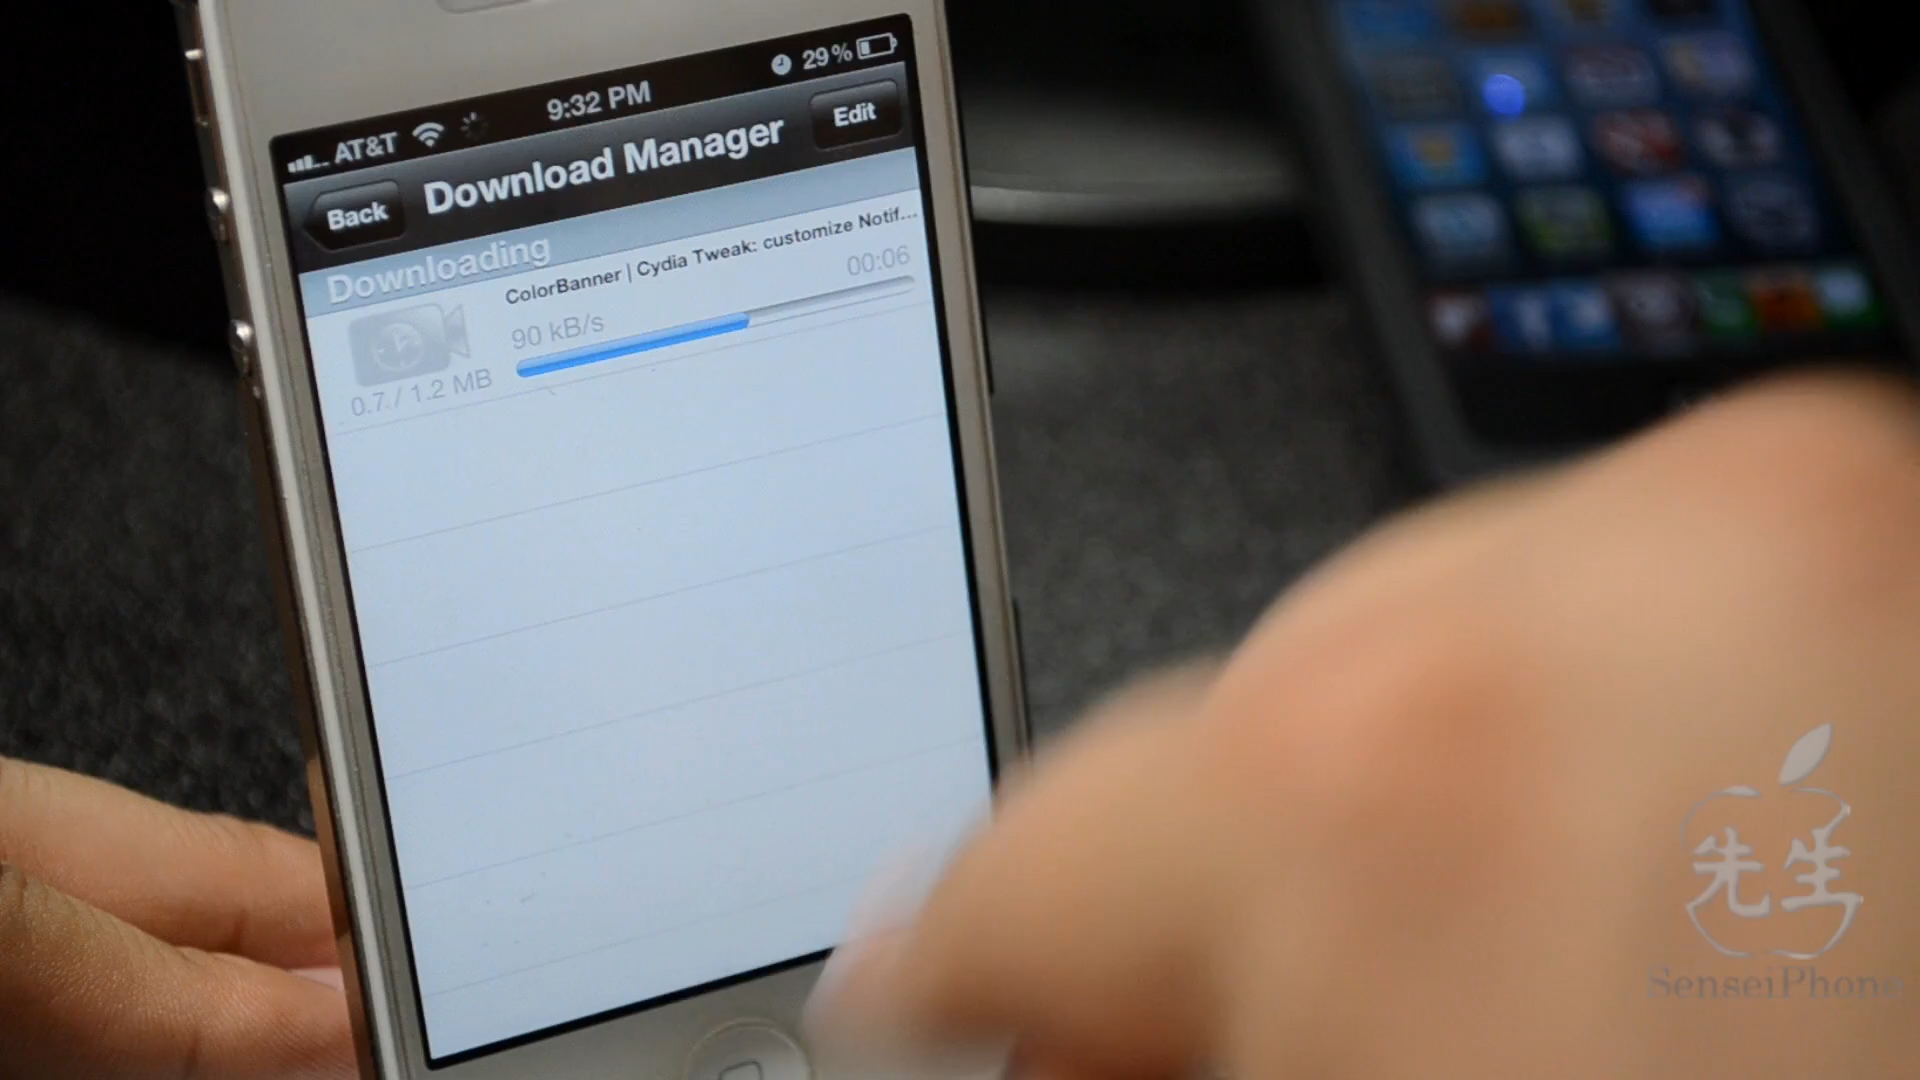 AT&T 9:32 PM 29%
Back Download Manager Edit
Downloading
ColorBanner | Cydia Tweak: customize Notif...
90 kB/s 00:06
0.7 / 1.2 MB
先生
SenseiPhone